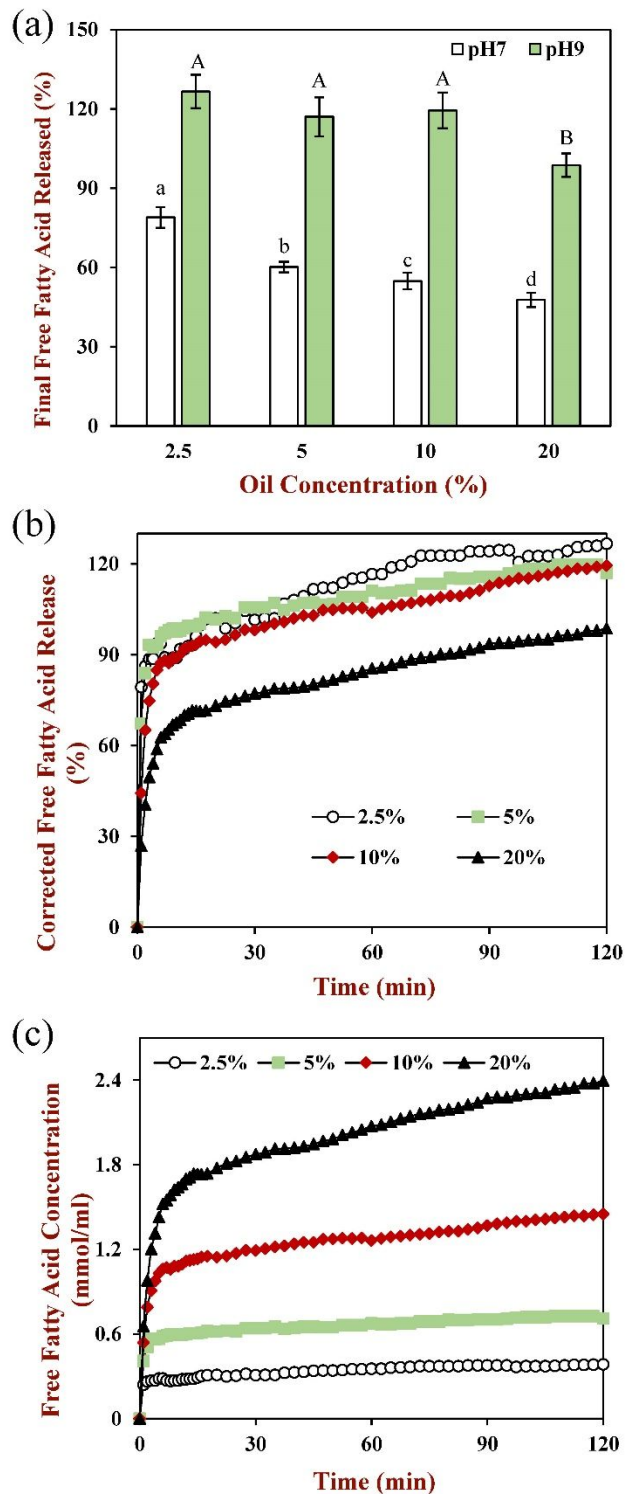 (a)
pH7 pH9
Final Free Fatty Acid Released (%)
150
120
90
60
30
0
a A
b A
c A
d B
2.5 5 10 20
Oil Concentration (%)
(b)
Corrected Free Fatty Acid Release
(%)
120
90
60
30
0
2.5% 5%
10% 20%
0 30 60 90 120
Time (min)
(c)
2.5% 5% 10% 20%
Free Fatty Acid Concentration
(mmol/ml)
2.4
1.8
1.2
0.6
0
0 30 60 90 120
Time (min)